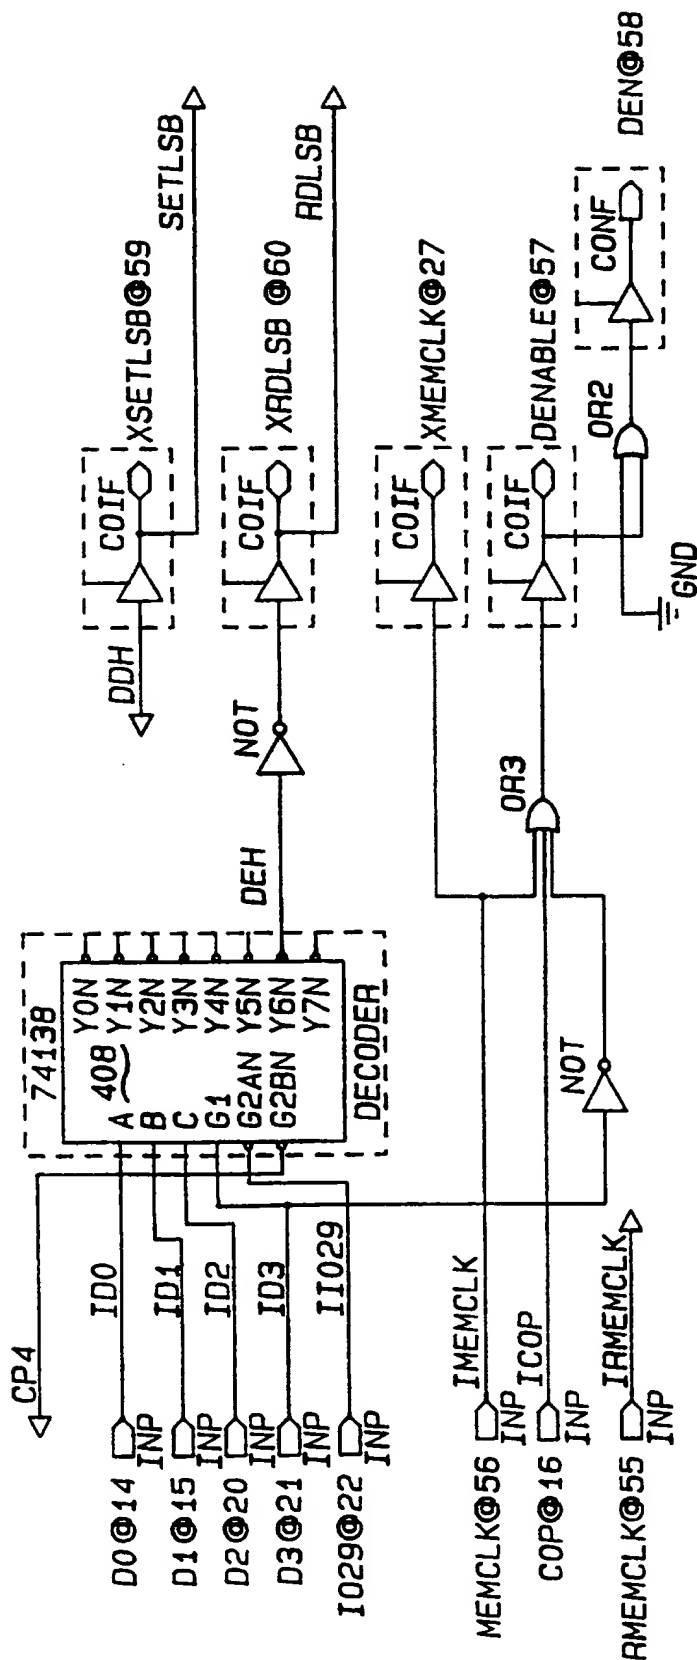 CP4
D0@14
INP
ID0
D1@15
INP
ID1
D2@20
INP
ID2
D3@21
INP
ID3
IO29@22
INP
IIO29
74138
408
A
B
C
G1
G2AN
G2BN
Y0N
Y1N
Y2N
Y3N
Y4N
Y5N
Y6N
Y7N
DECODER
DEH
NOT
DDH
COIF
XSETLSB@59
SETLSB
COIF
XRDLSB @60
RDLSB
MEMCLK@56
INP
IMEMCLK
COP@16
INP
ICOP
RMEMCLK@55
INP
IRMEMCLK
NOT
OR3
COIF
XMEMCLK@27
COIF
DENABLE@57
GND
OR2
CONF
DEN@58